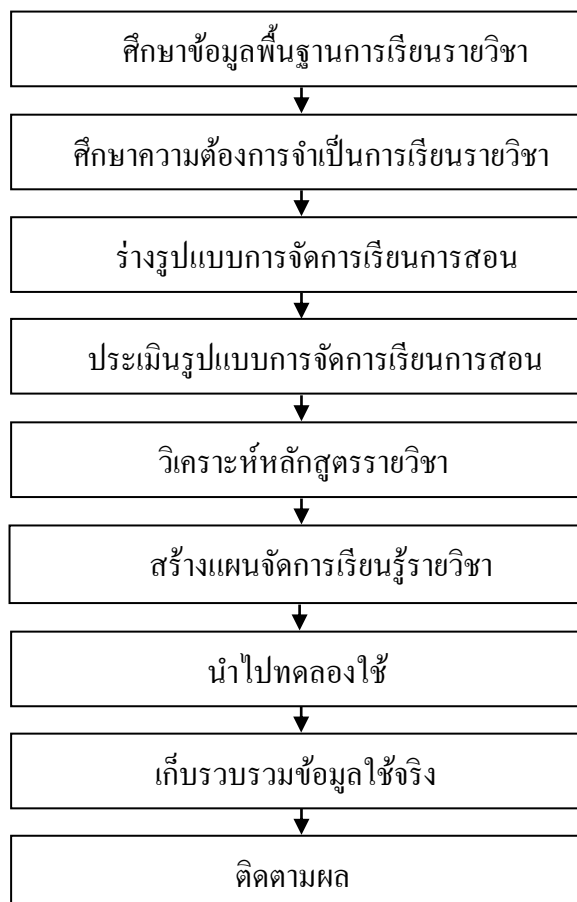 ศึกษาข้อมูลพื้นฐานการเรียนรายวิชา
ศึกษาความต้องการจำเป็นการเรียนรายวิชา
ร่างรูปแบบการจัดการเรียนการสอน
ประเมินรูปแบบการจัดการเรียนการสอน
วิเคราะห์หลักสูตรรายวิชา
สร้างแผนจัดการเรียนรู้รายวิชา
นำไปทดลองใช้
เก็บรวบรวมข้อมูลใช้จริง
ติดตามผล